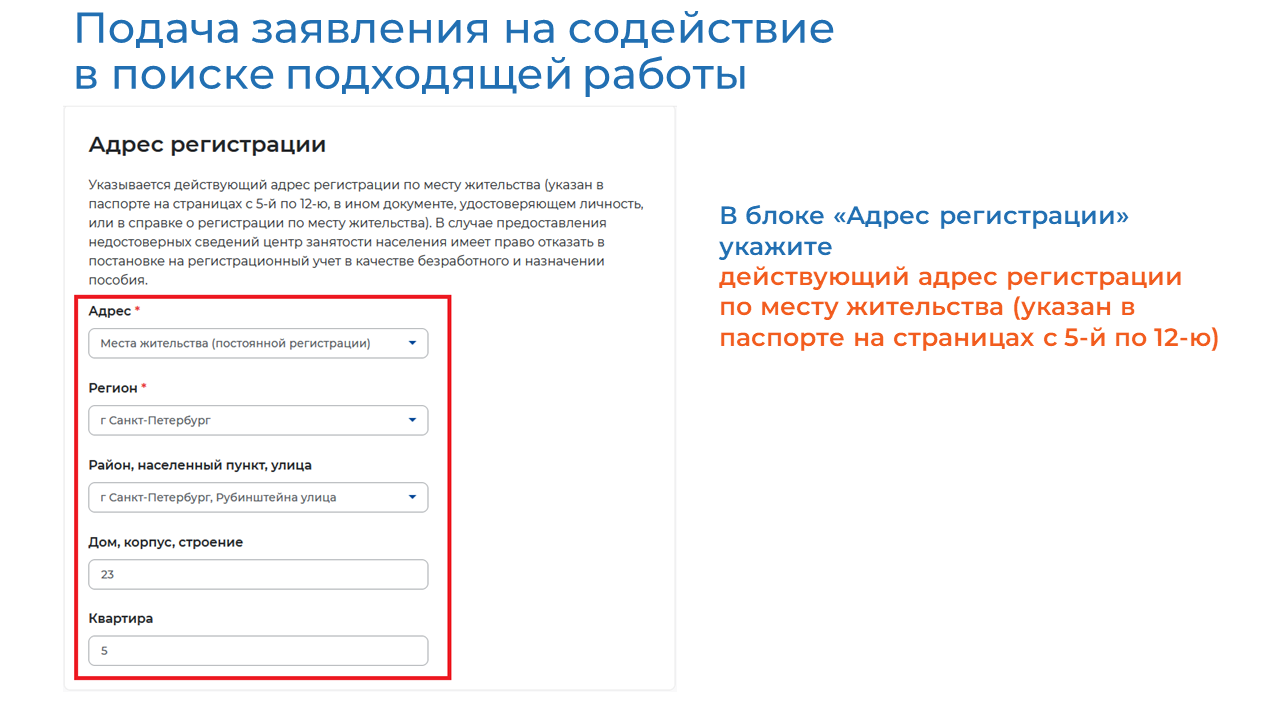 Подача заявления на содействие
в поиске подходящей работы
Адрес регистрации
Указывается действующий адрес регистрации по месту жительства (указан в
паспорте на страницах с 5-й по 12-ю, в ином документе, удостоверяющем личность,
или в справке о регистрации по месту жительства). В случае предоставления
недостоверных сведений центр занятости населения имеет право отказать в
постановке на регистрационный учет в качестве безработного и назначении
пособия.
Адрес *
Места жительства (постоянной регистрации)
Регион *
г Санкт-Петербург
Район, населенный пункт, улица
г Санкт-Петербург, Рубинштейна улица
Дом, корпус, строение
23
Квартира
5
В блоке «Адрес регистрации»
укажите
действующий адрес регистрации
по месту жительства (указан в
паспорте на страницах с 5-й по 12-ю)